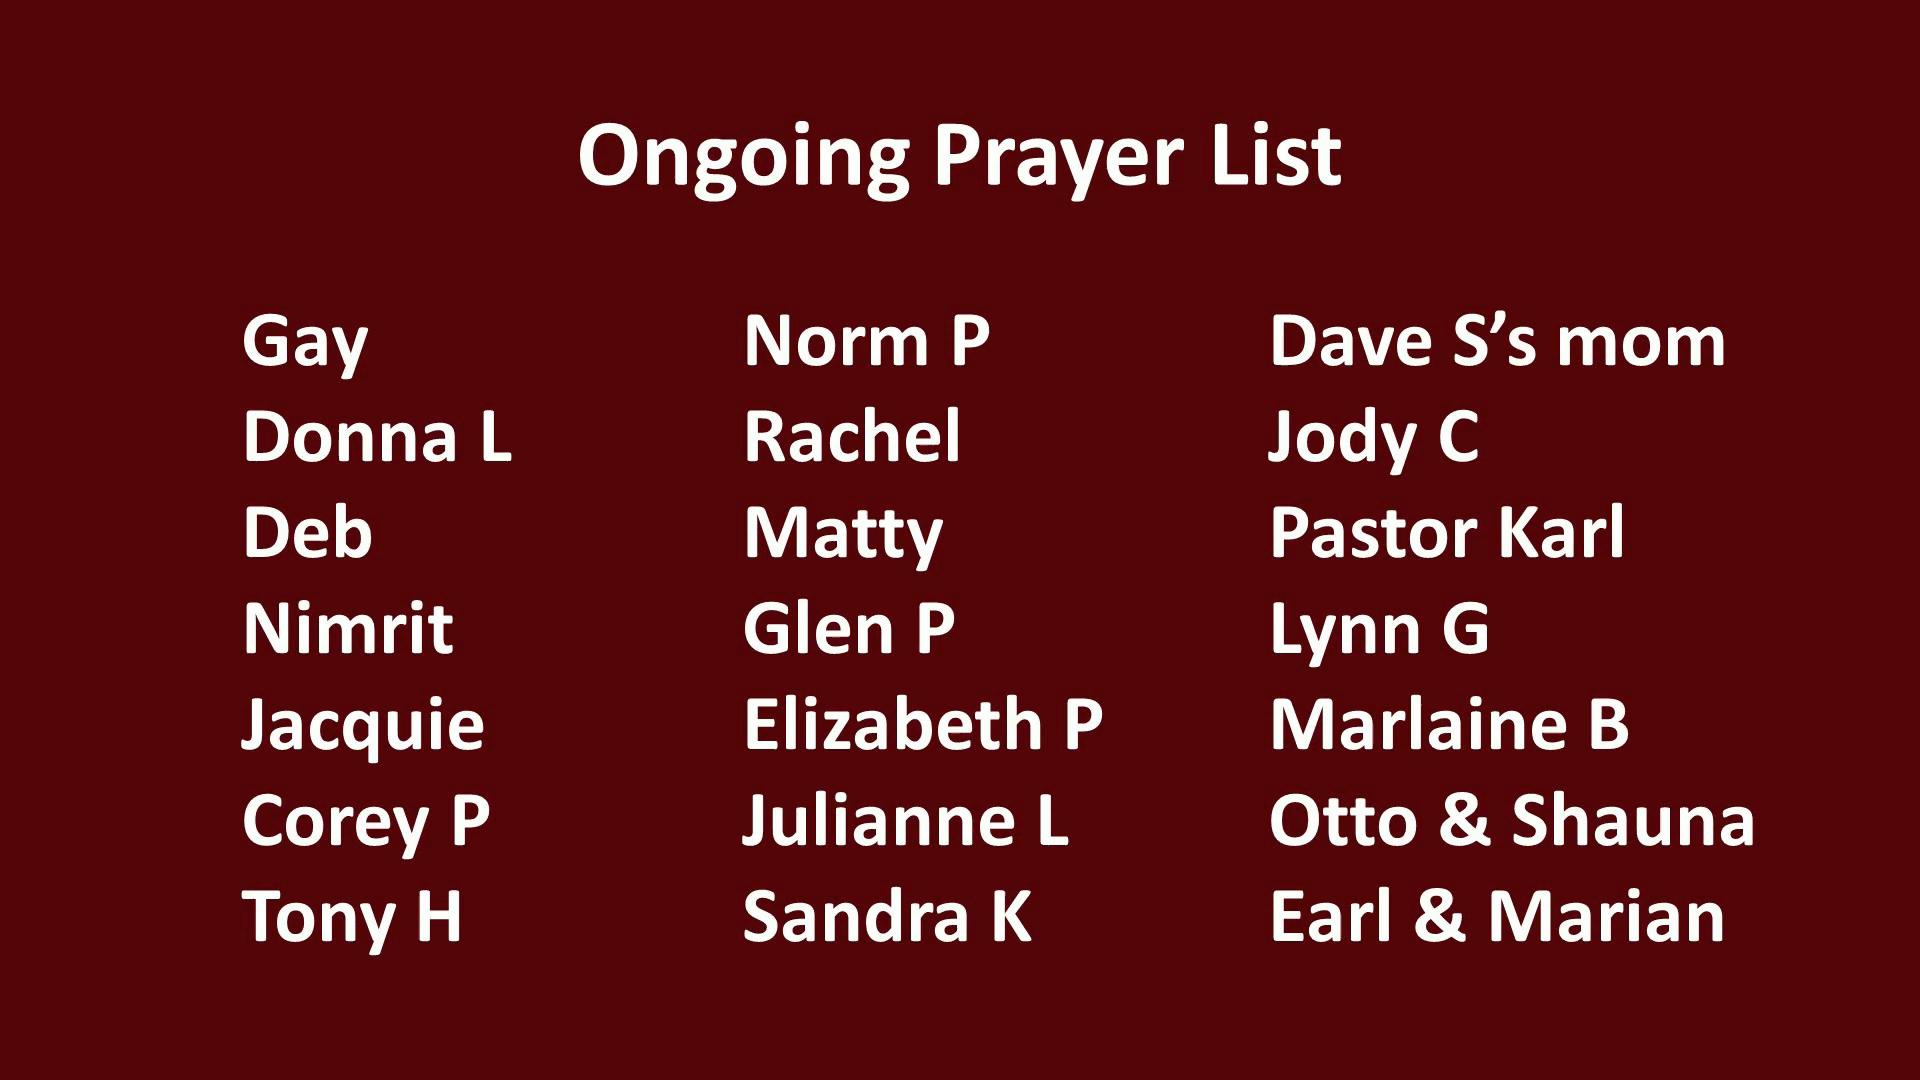 Ongoing Prayer List
Gay
Donna L
Deb
Nimrit
Jacquie
Corey P
Tony H
Norm P
Rachel
Matty
Glen P
Elizabeth P
Julianne L
Sandra K
Dave S’s mom
Jody C
Pastor Karl
Lynn G
Marlaine B
Otto & Shauna
Earl & Marian